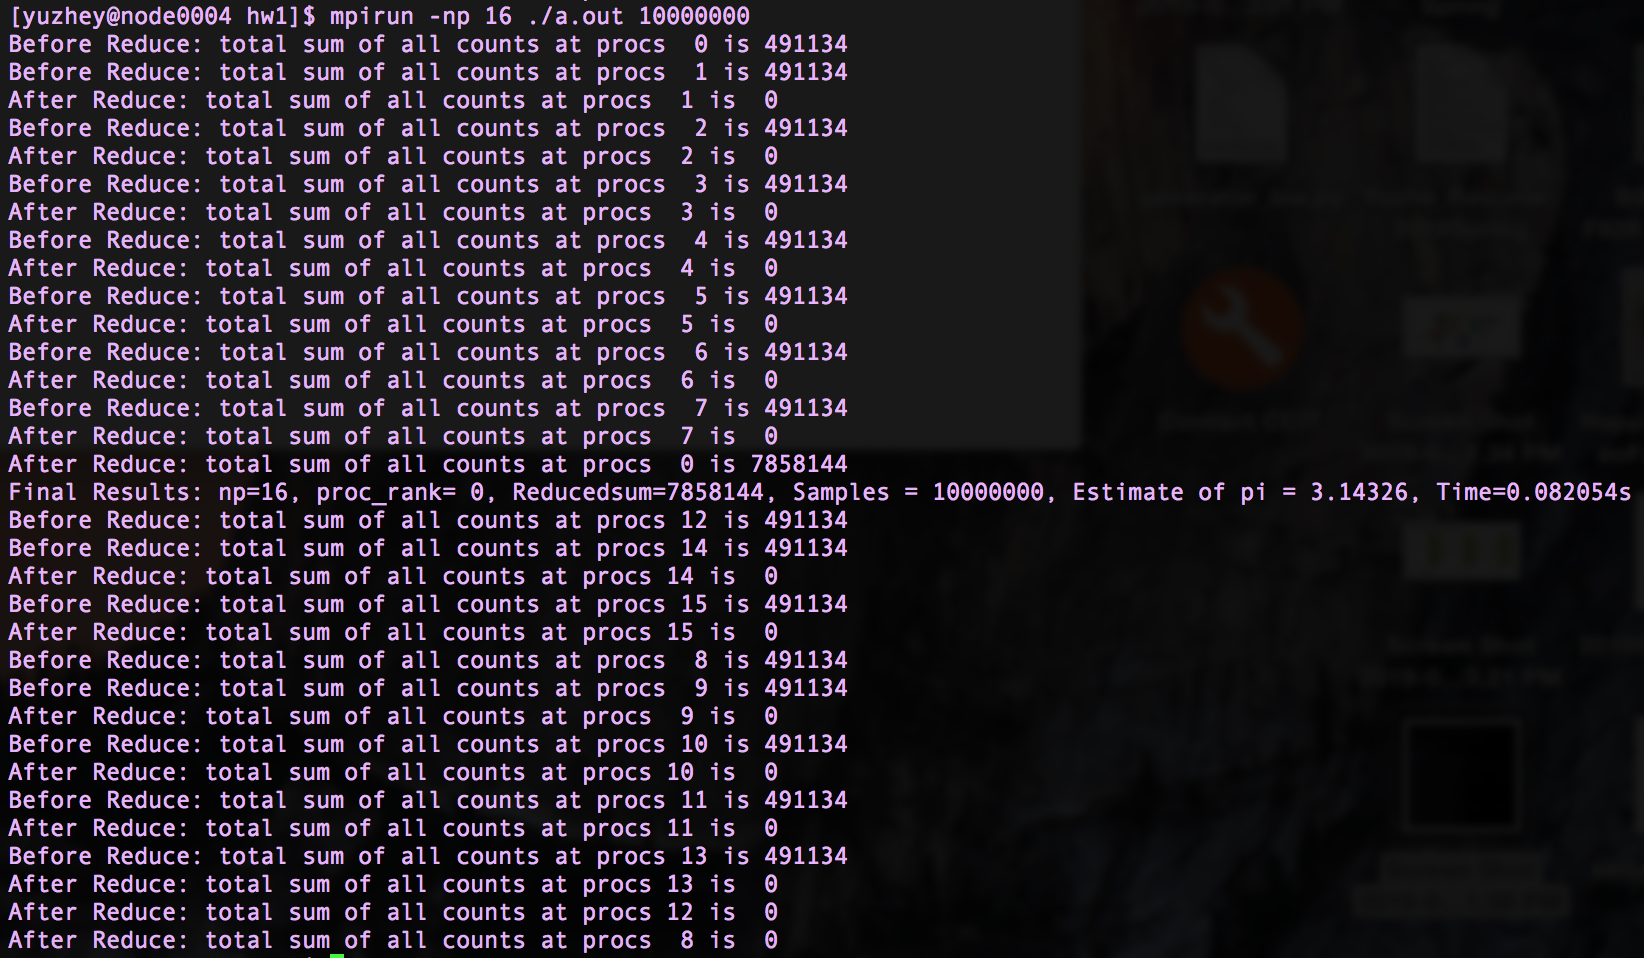 [yuzhey@node0004 hw1]$ mpirun -np 16 ./a.out 10000000
Before Reduce: total sum of all counts at procs  0 is 491134
Before Reduce: total sum of all counts at procs  1 is 491134
After Reduce: total sum of all counts at procs  1 is  0
Before Reduce: total sum of all counts at procs  2 is 491134
After Reduce: total sum of all counts at procs  2 is  0
Before Reduce: total sum of all counts at procs  3 is 491134
After Reduce: total sum of all counts at procs  3 is  0
Before Reduce: total sum of all counts at procs  4 is 491134
After Reduce: total sum of all counts at procs  4 is  0
Before Reduce: total sum of all counts at procs  5 is 491134
After Reduce: total sum of all counts at procs  5 is  0
Before Reduce: total sum of all counts at procs  6 is 491134
After Reduce: total sum of all counts at procs  6 is  0
Before Reduce: total sum of all counts at procs  7 is 491134
After Reduce: total sum of all counts at procs  7 is  0
After Reduce: total sum of all counts at procs  0 is 7858144
Final Results: np=16, proc_rank= 0, Reducedsum=7858144, Samples = 10000000, Estimate of pi = 3.14326, Time=0.082054s
Before Reduce: total sum of all counts at procs 12 is 491134
Before Reduce: total sum of all counts at procs 14 is 491134
After Reduce: total sum of all counts at procs 14 is  0
Before Reduce: total sum of all counts at procs 15 is 491134
After Reduce: total sum of all counts at procs 15 is  0
Before Reduce: total sum of all counts at procs  8 is 491134
Before Reduce: total sum of all counts at procs  9 is 491134
After Reduce: total sum of all counts at procs  9 is  0
Before Reduce: total sum of all counts at procs 10 is 491134
After Reduce: total sum of all counts at procs 10 is  0
Before Reduce: total sum of all counts at procs 11 is 491134
After Reduce: total sum of all counts at procs 11 is  0
Before Reduce: total sum of all counts at procs 13 is 491134
After Reduce: total sum of all counts at procs 13 is  0
After Reduce: total sum of all counts at procs 12 is  0
After Reduce: total sum of all counts at procs  8 is  0